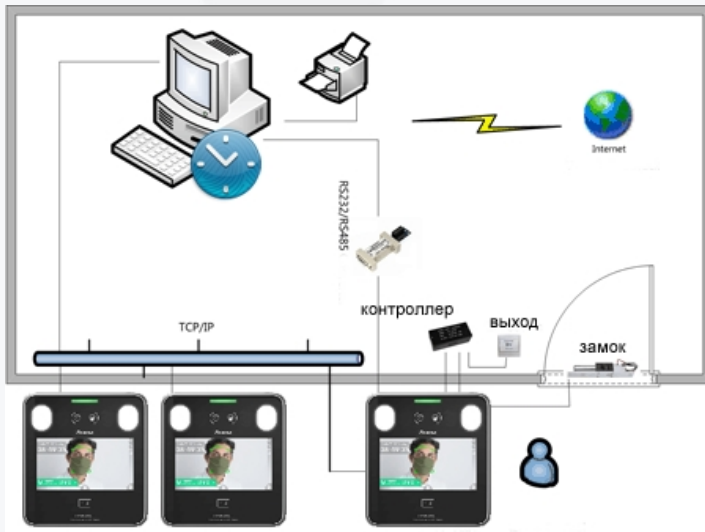 Internet
RS232/RS485
контроллер
выход
TCP/IP
замок